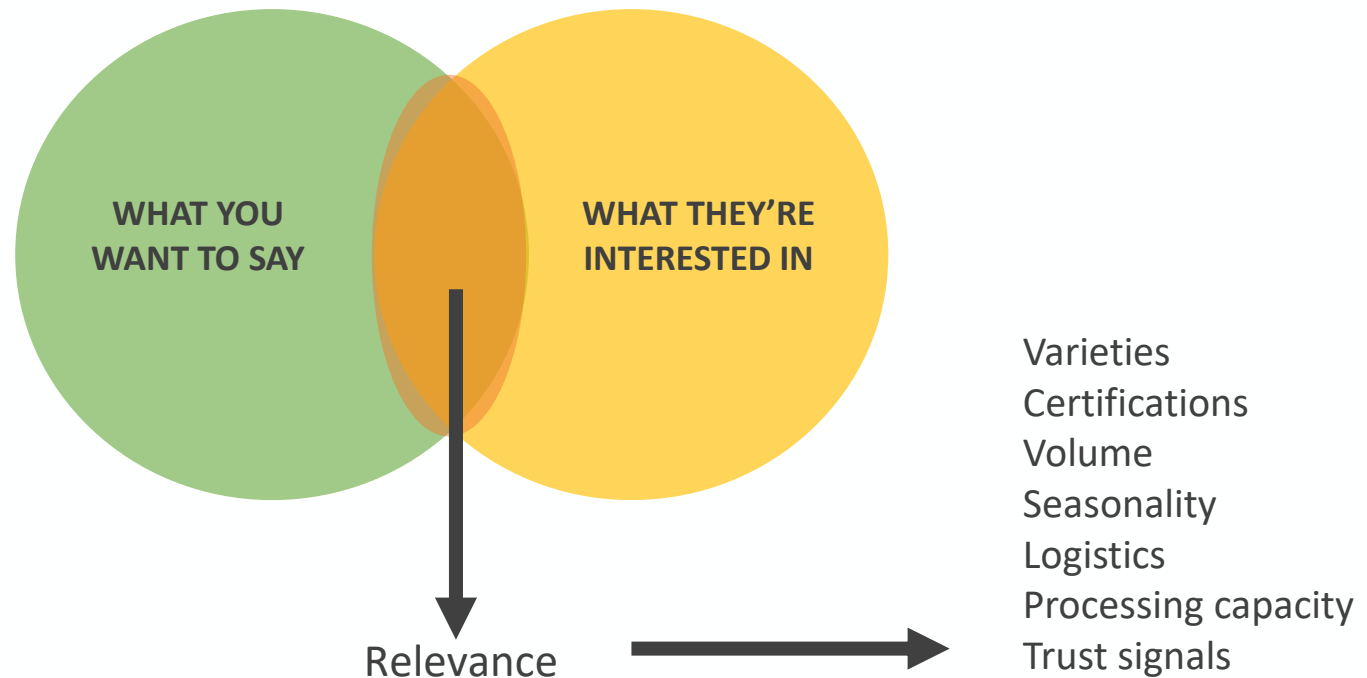 WHAT YOU
WANT TO SAY
WHAT THEY’RE
INTERESTED IN
Relevance
Varieties
Certifications
Volume
Seasonality
Logistics
Processing capacity
Trust signals